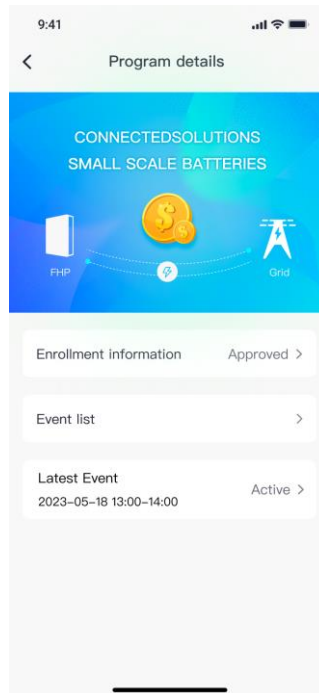 9:41
Program details
CONNECTEDSOLUTIONS
SMALL SCALE BATTERIES
FHP
Grid
Enrollment information Approved
Event list
Latest Event
2023-05-18 13:00-14:00
Active